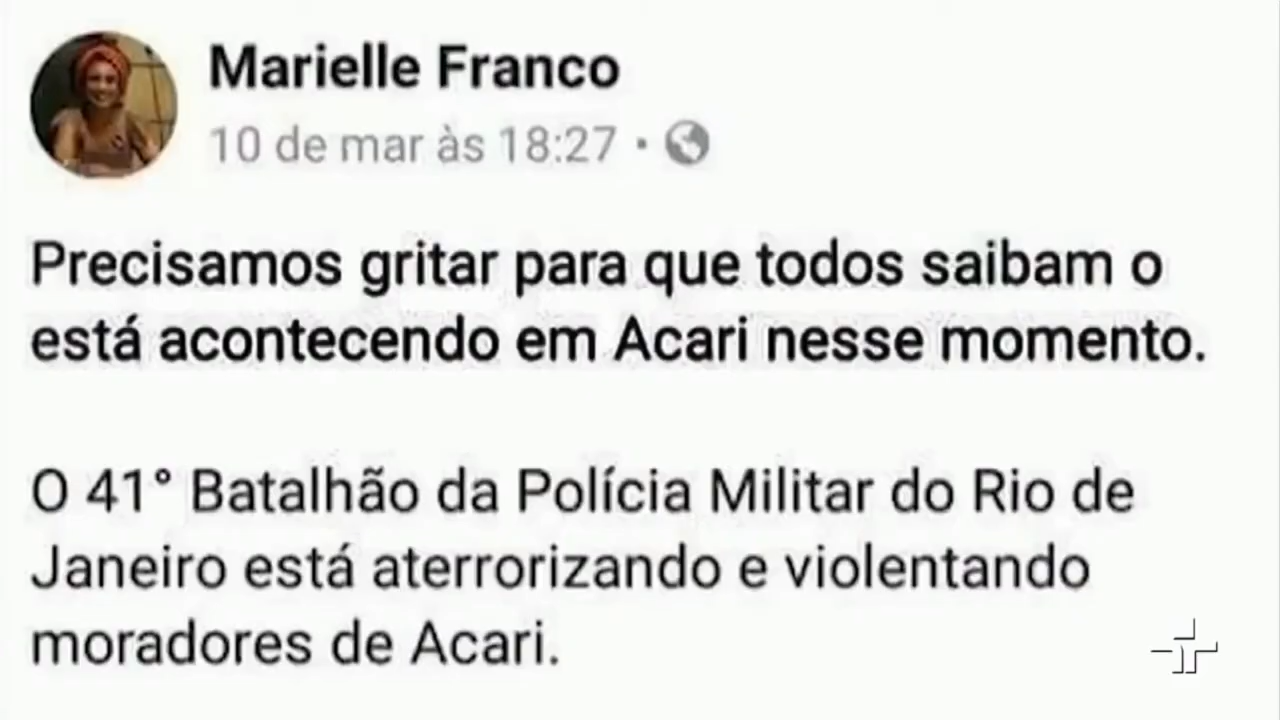 Marielle Franco
10 de mar às 18:27 •
Precisamos gritar para que todos saibam o
está acontecendo em Acari nesse momento.
O 41° Batalhão da Polícia Militar do Rio de
Janeiro está aterrorizando e violentando
moradores de Acari.